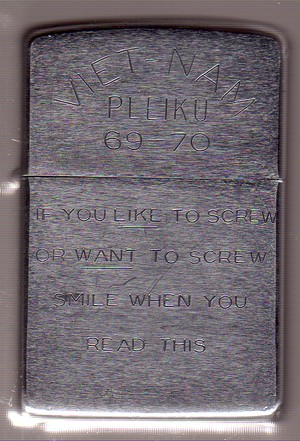 VIET-NAM
PLEIKU
69-70
IF YOU LIKE TO SCREW
OR WANT TO SCREW
SMILE WHEN YOU
READ THIS